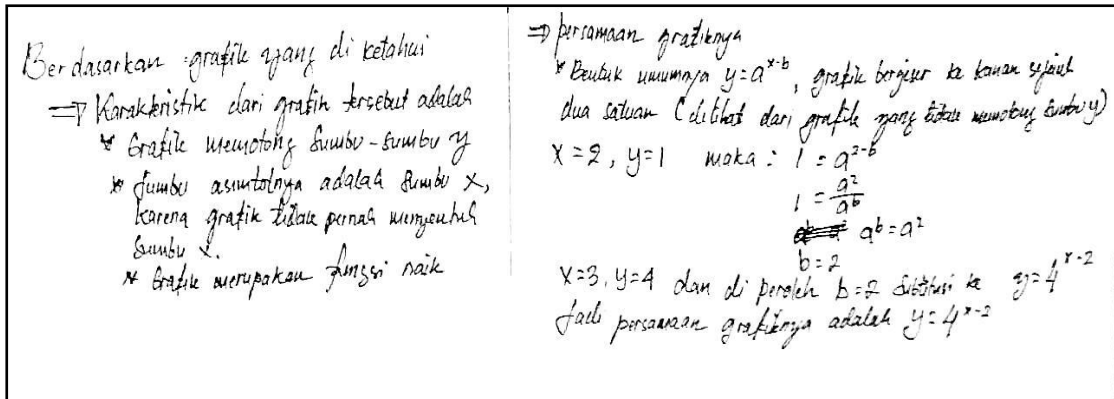 Berdasarkan grafik yang di ketahui
⇒ Karakteristik dari grafik tersebut adalah
* Grafik memotong sumbu-sumbu y
* Sumbu asimtotnya adalah sumbu x,
karena grafik tidak pernah menyentuh
sumbu x.
* Grafik merupakan fungsi naik
⇒ persamaan grafiknya
* Bentuk umumnya y = a^{x-b}, grafik bergeser ke kanan sejauh
dua satuan (dilihat dari grafik yang tidak memotong sumbu y)
x = 2, y = 1 maka : 1 = a^{2-b}
1 = a²/a^b
a^b = a²
b = 2
x = 3, y = 4 dan di peroleh b = 2 substitusi ke y = 4^{x-2}
Jadi persamaan grafiknya adalah y = 4^{x-2}